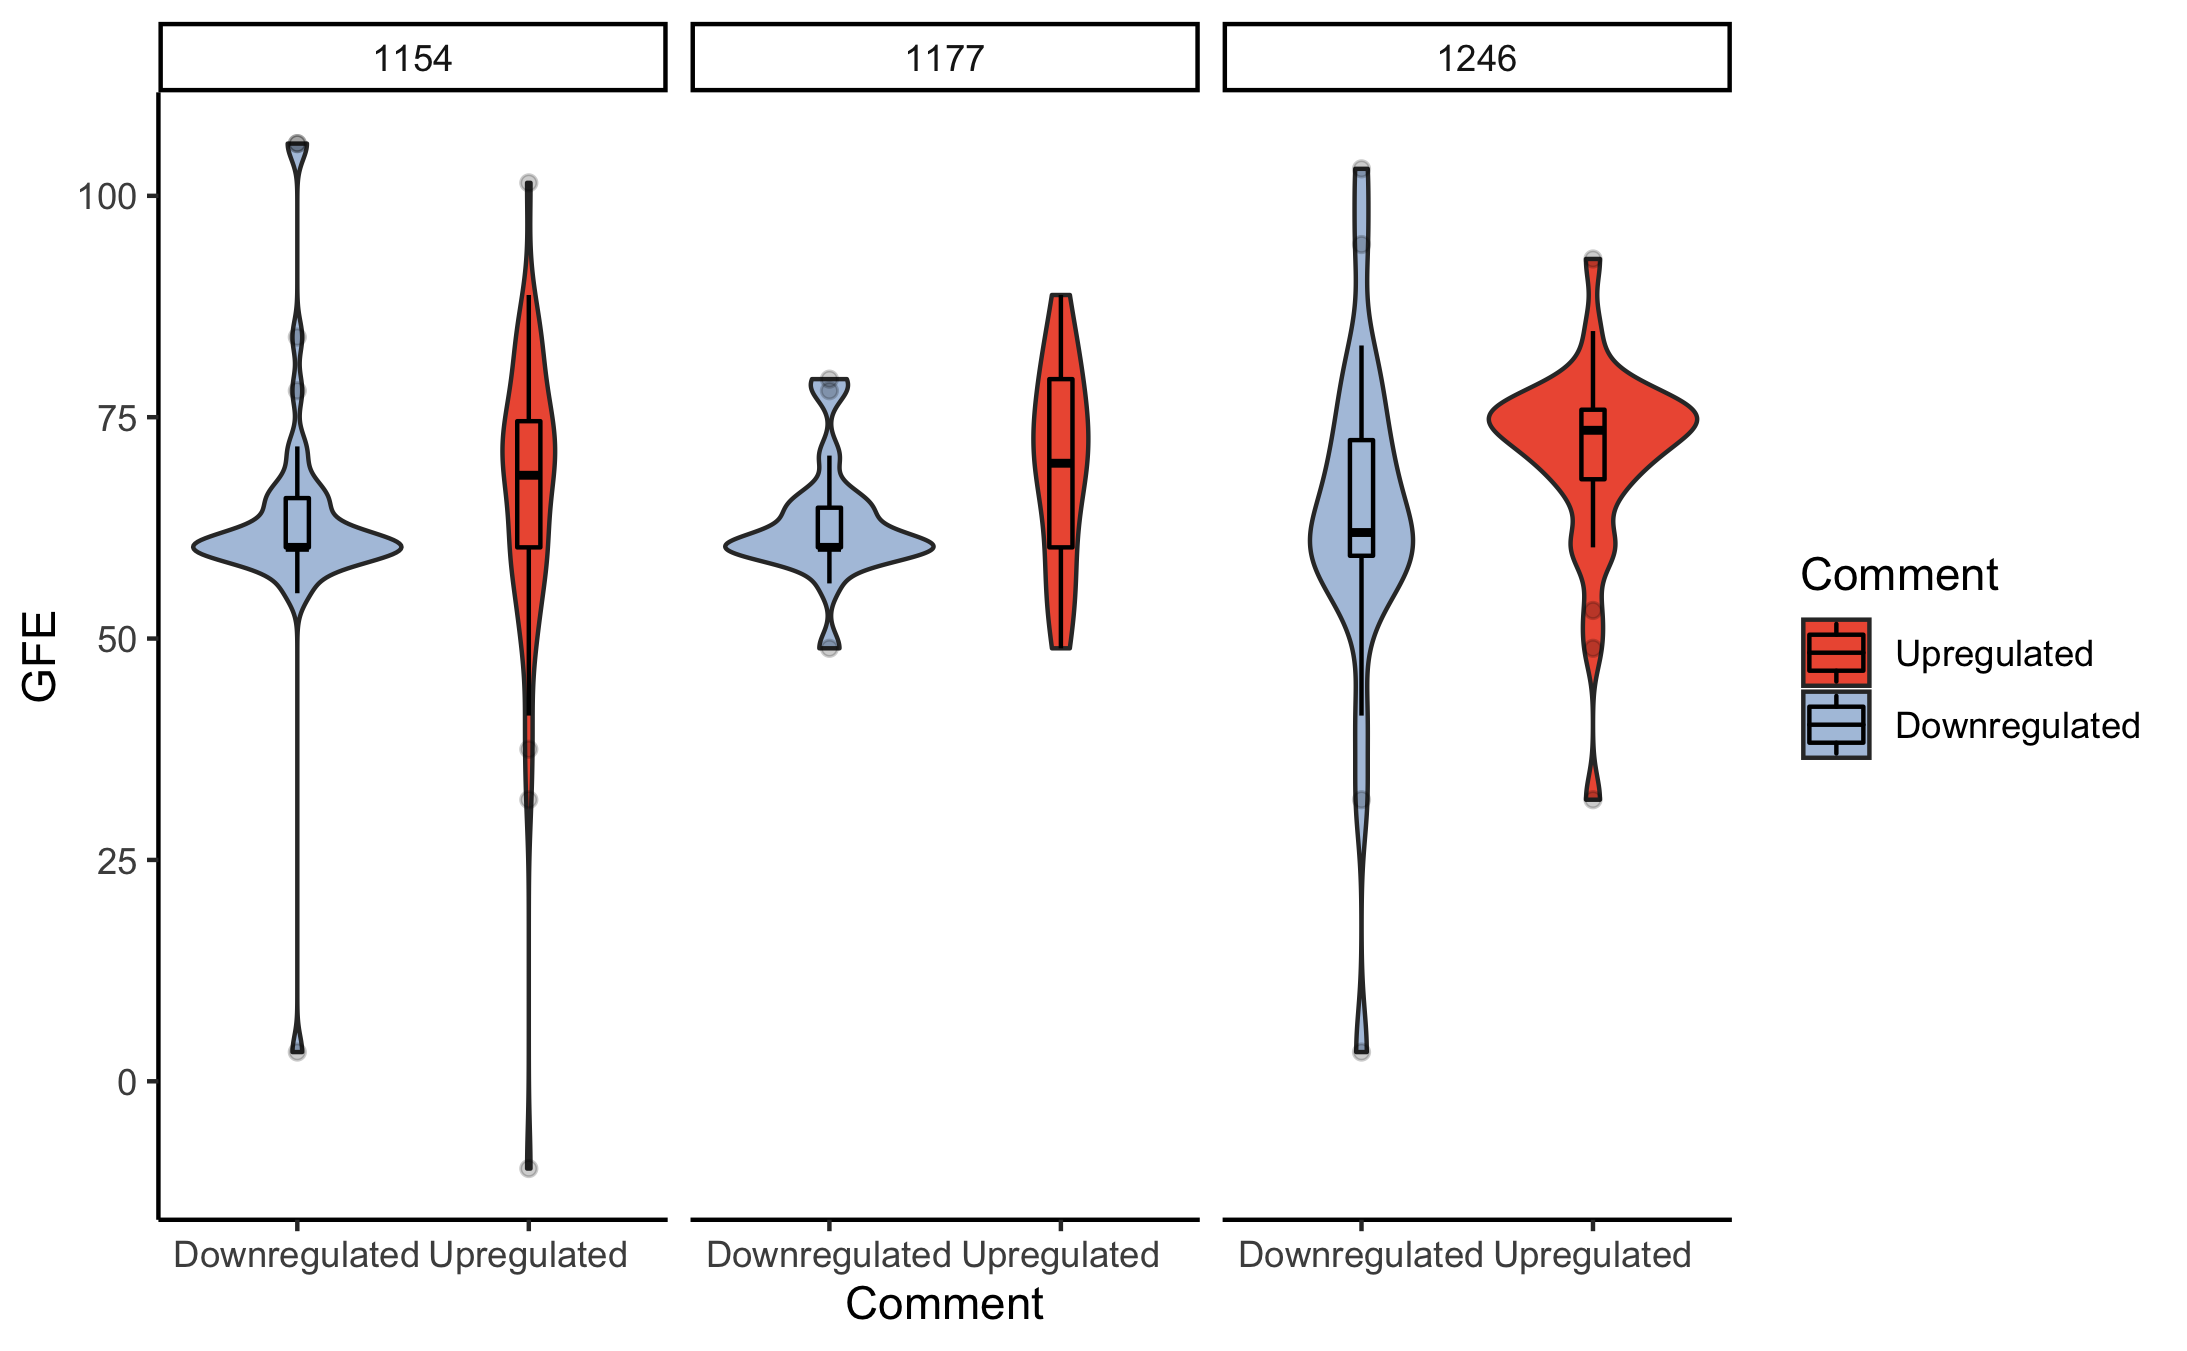 1154 1177 1246
GFE
100
75
50
25
0
Downregulated Upregulated Downregulated Upregulated Downregulated Upregulated
Comment
Comment
Upregulated
Downregulated